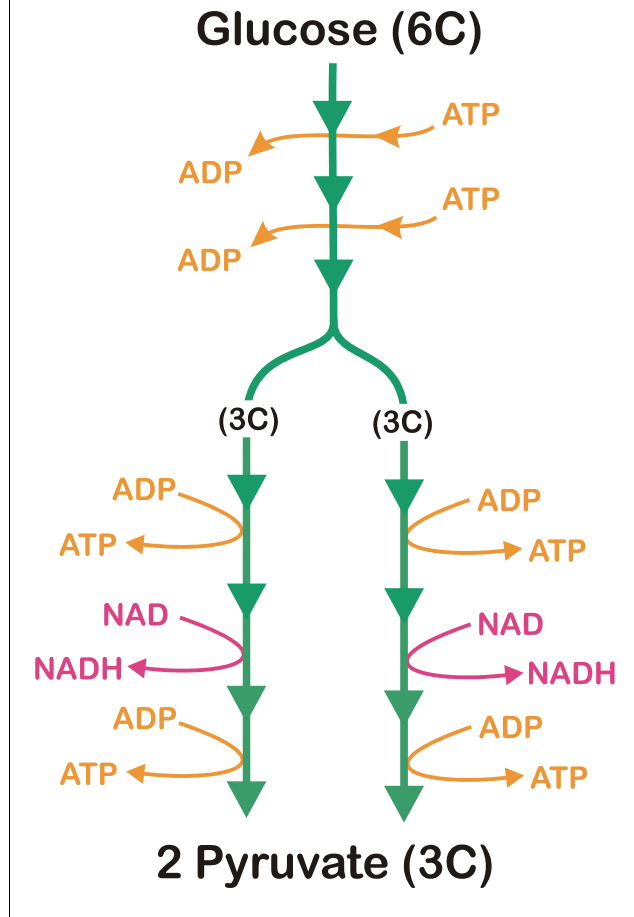 Glucose (6C)
ATP
ADP
ATP
ADP
(3C)
(3C)
ADP
ADP
ATP
ATP
NAD
NAD
NADH
NADH
ADP
ADP
ATP
ATP
2 Pyruvate (3C)